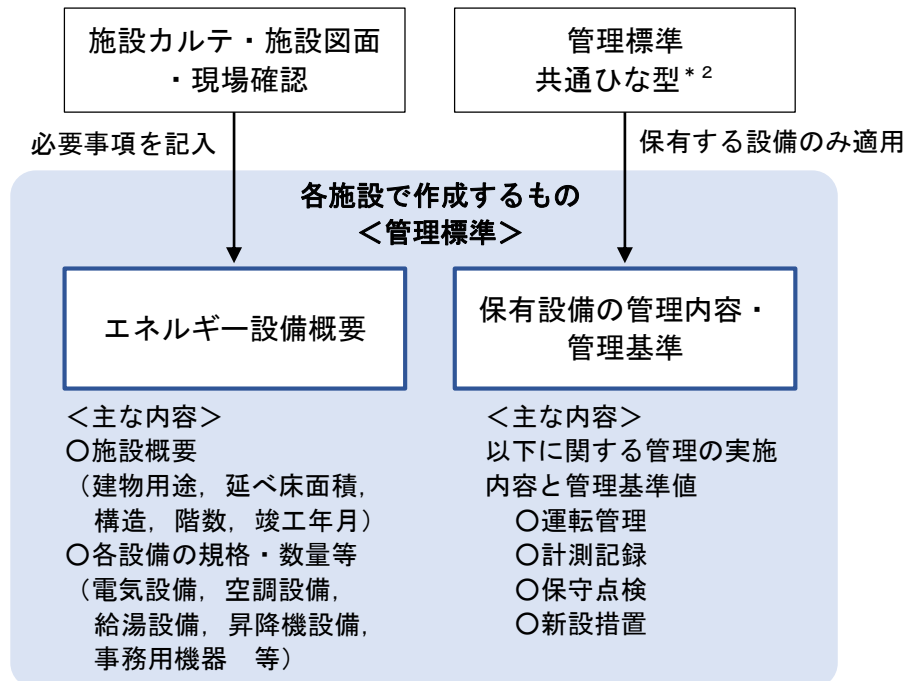 施設カルテ・施設図面
・現場確認
管理標準
共通ひな型*2
必要事項を記入
保有する設備のみ適用
各施設で作成するもの
＜管理標準＞
エネルギー設備概要
保有設備の管理内容・
管理基準
＜主な内容＞
○施設概要
（建物用途，延べ床面積，
構造，階数，竣工年月）
○各設備の規格・数量等
（電気設備，空調設備，
給湯設備，昇降機設備，
事務用機器　等）
＜主な内容＞
以下に関する管理の実施
内容と管理基準値
○運転管理
○計測記録
○保守点検
○新設措置